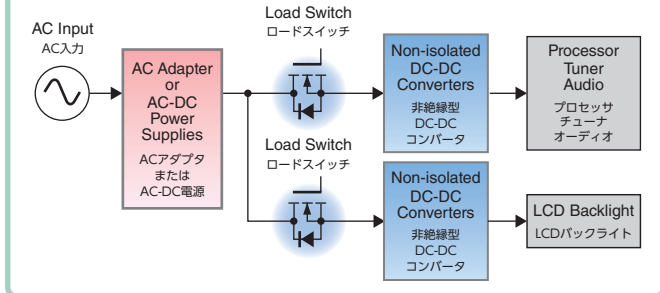 AC Input
AC入力
AC Adapter
or
AC-DC
Power
Supplies
ACアダプタ
または
AC-DC電源
Load Switch
ロードスイッチ
Non-isolated
DC-DC
Converters
非絶縁型
DC-DC
コンバータ
Processor
Tuner
Audio
プロセッサ
チューナ
オーディオ
Load Switch
ロードスイッチ
Non-isolated
DC-DC
Converters
非絶縁型
DC-DC
コンバータ
LCD Backlight
LCDバックライト